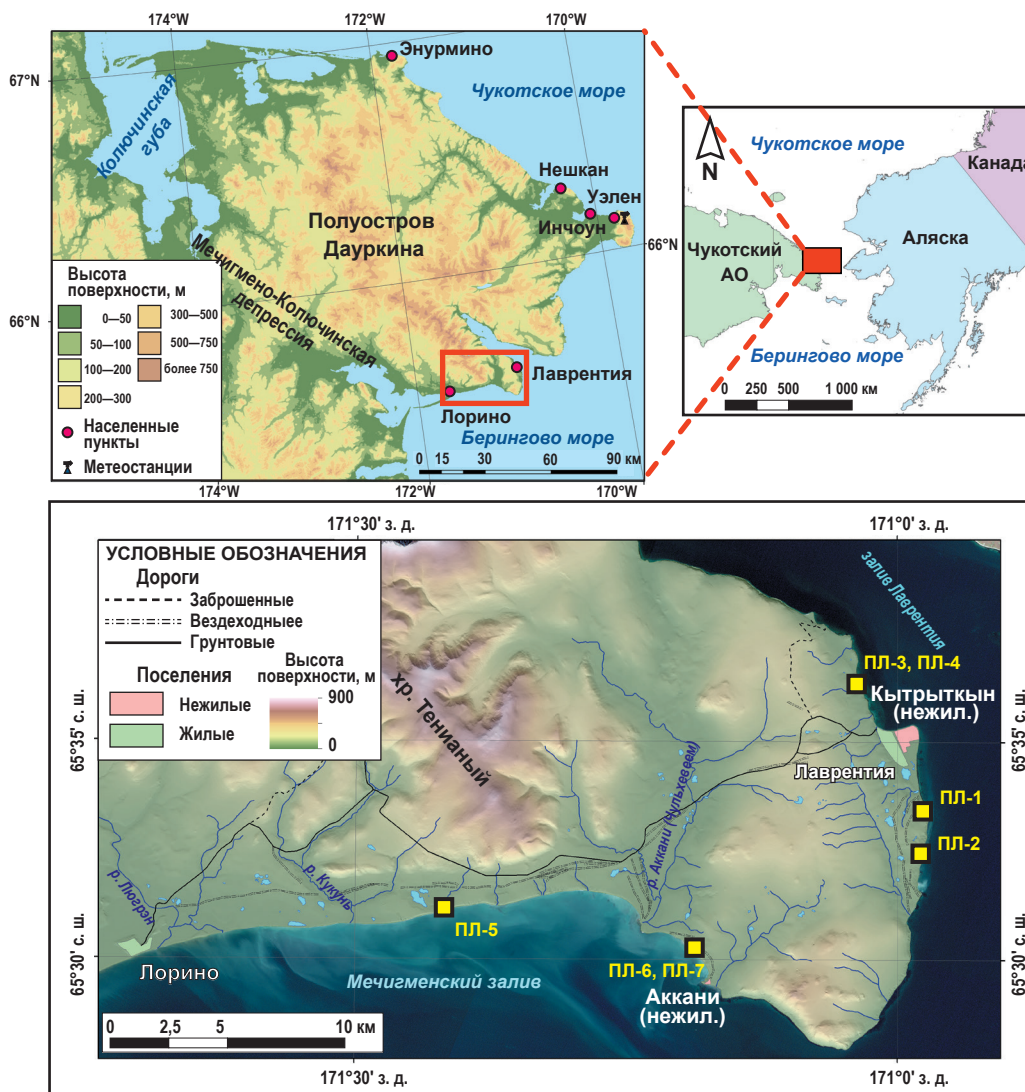 174°W
172°W
170°W
67°N
Энурмино
Чукотское море
Колючинская
губа
Нешкан
Уэлен
Инчоун
66°N
Полуостров
Дауркина
Мечигмено-Колючинская
депрессия
Высота
поверхности, м
0—50
300—500
50—100
500—750
100—200
более 750
200—300
Населенные
пункты
Метеостанции
66°N
Лаврентия
Лорино
Берингово море
0 15 30 60 90 км
174°W
172°W
170°W
N
Чукотское море
Канада
Чукотский
АО
Аляска
Берингово море
0 250 500 1 000 км
171°30' з. д.
171°0' з. д.
УСЛОВНЫЕ ОБОЗНАЧЕНИЯ
Дороги
Заброшенные
Вездеходныее
Грунтовые
Поселения
Нежилые
Жилые
Высота
поверхности, м
900
0
залив Лаврентия
хр. Тенианый
ПЛ-3, ПЛ-4
Кытрыткын
(нежил.)
65°35' с. ш.
65°35' с. ш.
Лаврентия
ПЛ-1
ПЛ-2
р. Аккани (Чульхевеем)
р. Люгрэн
р. Кукунь
ПЛ-5
ПЛ-6, ПЛ-7
Аккани
(нежил.)
65°30' с. ш.
65°30' с. ш.
Лорино
Мечигменский залив
0 2,5 5 10 км
171°30' з. д.
171°0' з. д.